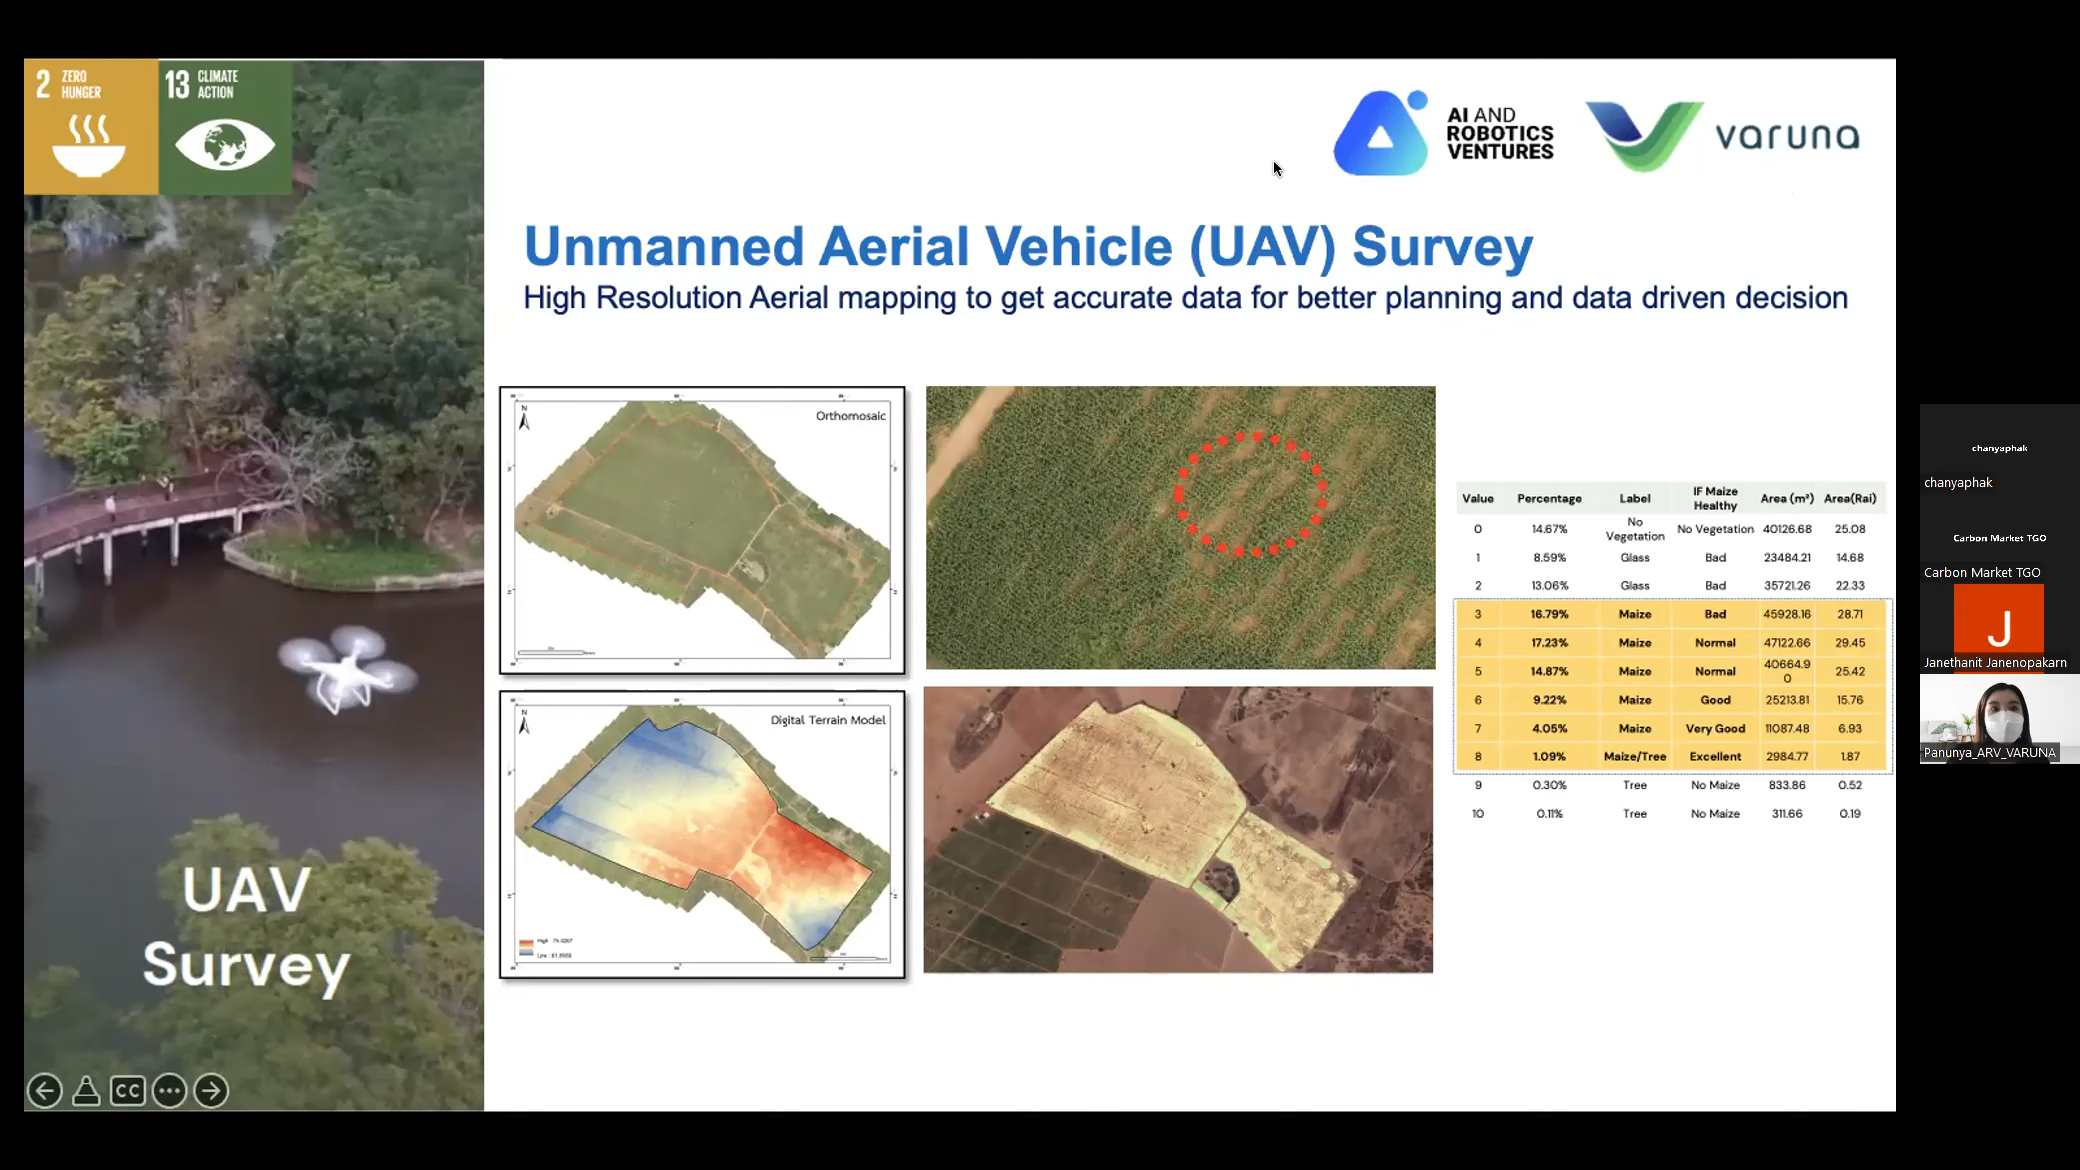 2 ZERO HUNGER
13 CLIMATE ACTION
AI AND
ROBOTICS
VENTURES
varuna
Unmanned Aerial Vehicle (UAV) Survey
High Resolution Aerial mapping to get accurate data for better planning and data driven decision
N
Orthomosaic
N
Digital Terrain Model
UAV
Survey
CC
Value Percentage Label IF Maize Healthy Area (m²) Area(Rai)
0 14.67% No Vegetation No Vegetation 40126.68 25.08
1 8.59% Glass Bad 23484.21 14.68
2 13.06% Glass Bad 35721.26 22.33
3 16.79% Maize Bad 45928.16 28.71
4 17.23% Maize Normal 47122.66 29.45
5 14.87% Maize Normal 40664.90 25.42
6 9.22% Maize Good 25213.81 15.76
7 4.05% Maize Very Good 11087.48 6.93
8 1.09% Maize/Tree Excellent 2984.77 1.87
9 0.30% Tree No Maize 833.86 0.52
10 0.11% Tree No Maize 311.66 0.19
chanyaphak
chanyaphak
Carbon Market TGO
Carbon Market TGO
J
Janethanit Janenopakarn
Panunya_ARV_VARUNA